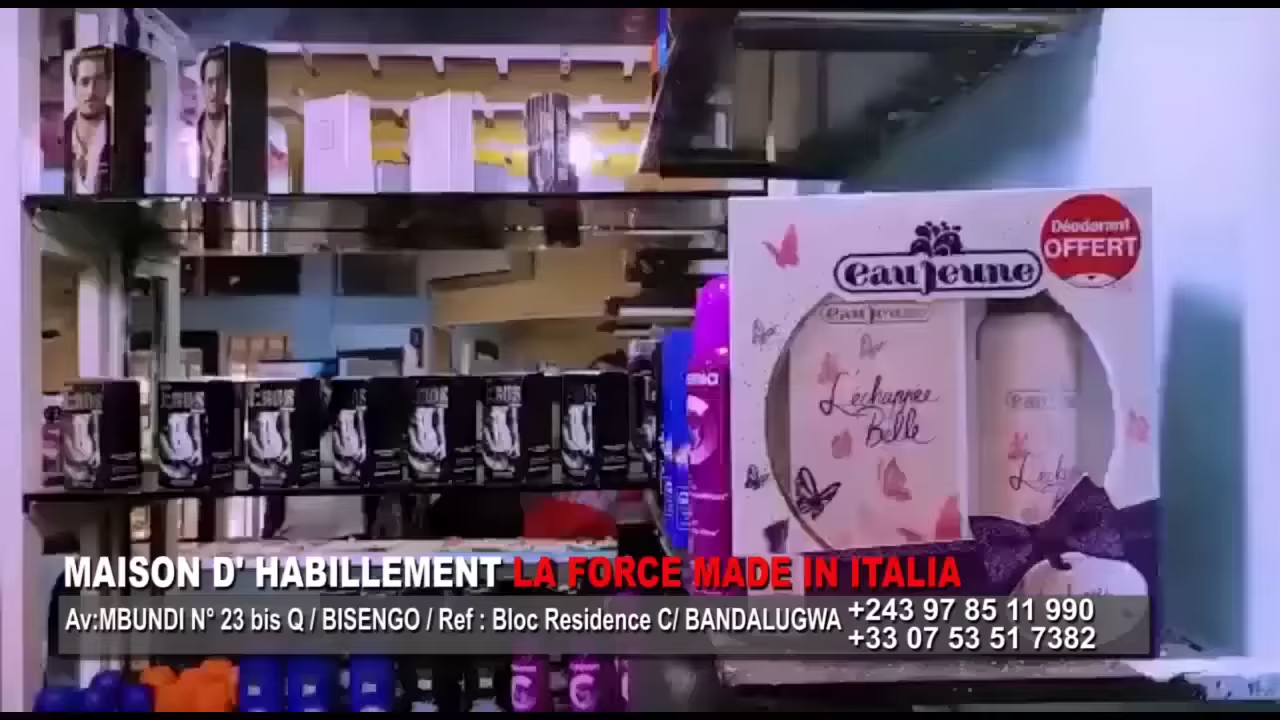 Déodorant
OFFERT
eau jeune
eau jeune
L'échappée
Belle
MAISON D' HABILLEMENT LA FORCE MADE IN ITALIA
Av:MBUNDI N° 23 bis Q / BISENGO / Ref : Bloc Residence C/ BANDALUGWA
+243 97 85 11 990
+33 07 53 51 7382